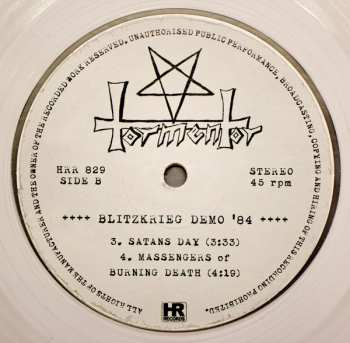 ALL RIGHTS OF THE MANUFACTURER AND THE OWNER OF THE RECORDED WORK RESERVED, UNAUTHORISED PUBLIC PERFORMANCE, BROADCASTING, COPYING AND HIRING OF THIS RECORDING PROHIBITED.
Tormentor
HRR 829
SIDE B
STEREO
45 rpm
++++ BLITZKRIEG DEMO '84 ++++
3. SATANS DAY (3:33)
4. MASSENGERS of
BURNING DEATH (4:19)
HR
RECORDS